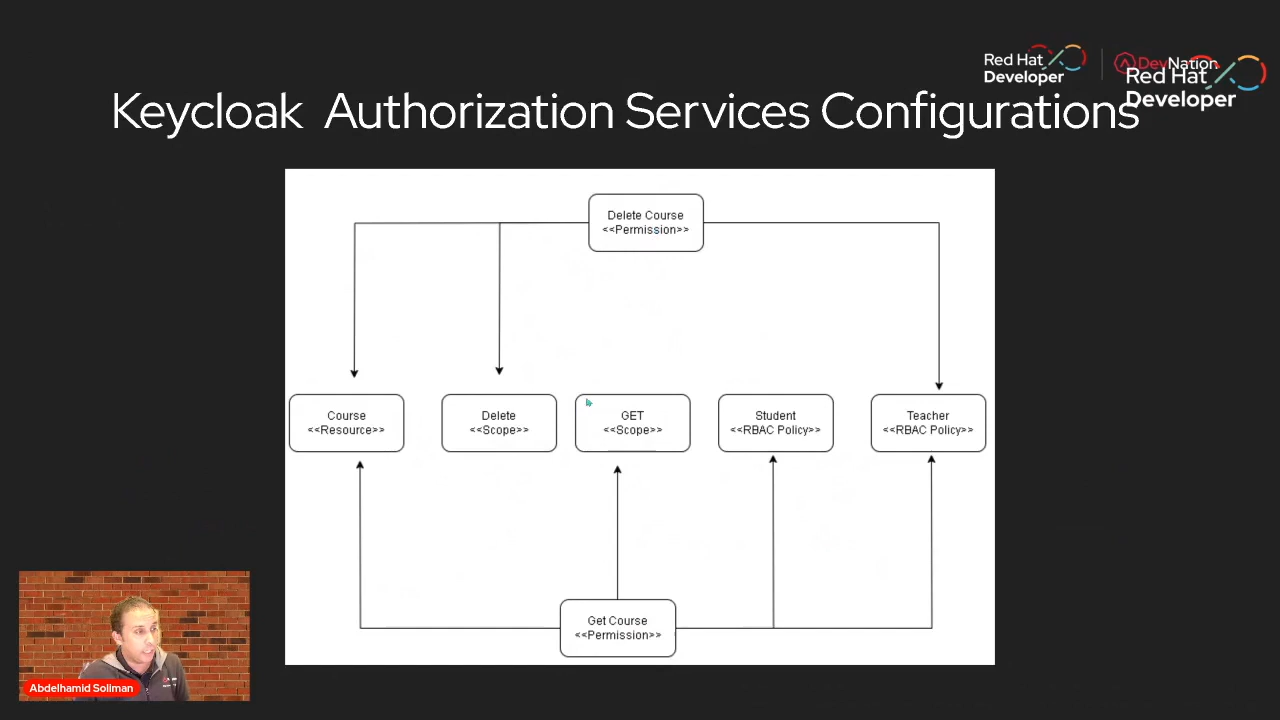 Red Hat
Developer
DevNation
Red Hat
Developer
Keycloak Authorization Services Configurations
Delete Course
<<Permission>>
Course
<<Resource>>
Delete
<<Scope>>
GET
<<Scope>>
Student
<<RBAC Policy>>
Teacher
<<RBAC Policy>>
Get Course
<<Permission>>
Abdelhamid Soliman